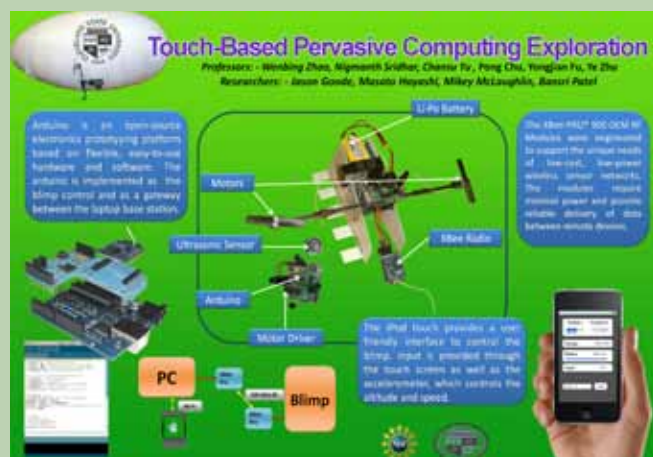 Touch-Based Pervasive Computing Exploration
Professors: - Wenbing Zhao, Nigmanth Sridhar, Chansu Yu, Pong Chu, Yongjian Fu, Ye Zhu
Researchers: - Jason Gonde, Masato Hayashi, Mikey McLaughlin, Bansri Patel
Arduino is an open-source
electronics prototyping platform
based on flexible, easy-to-use
hardware and software. The
arduino is implemented as the
blimp control and as a gateway
between the laptop base station.
Li-Po Battery
Motors
Ultrasonic Sensor
XBee Radio
Arduino
Motor Driver
The XBee-PRO® 900 OEM RF
Modules were engineered
to support the unique needs
of low-cost, low-power
wireless sensor networks.
The modules require
minimal power and provide
reliable delivery of data
between remote devices.
The iPod touch provides a user
friendly interface to control the
blimp. Input is provided through
the touch screen as well as the
accelerometer, which controls the
altitude and speed.
PC
Blimp